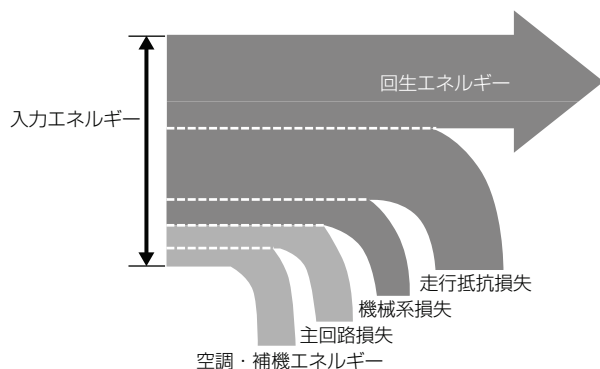 回生エネルギー
入力エネルギー
走行抵抗損失
機械系損失
主回路損失
空調・補機エネルギー